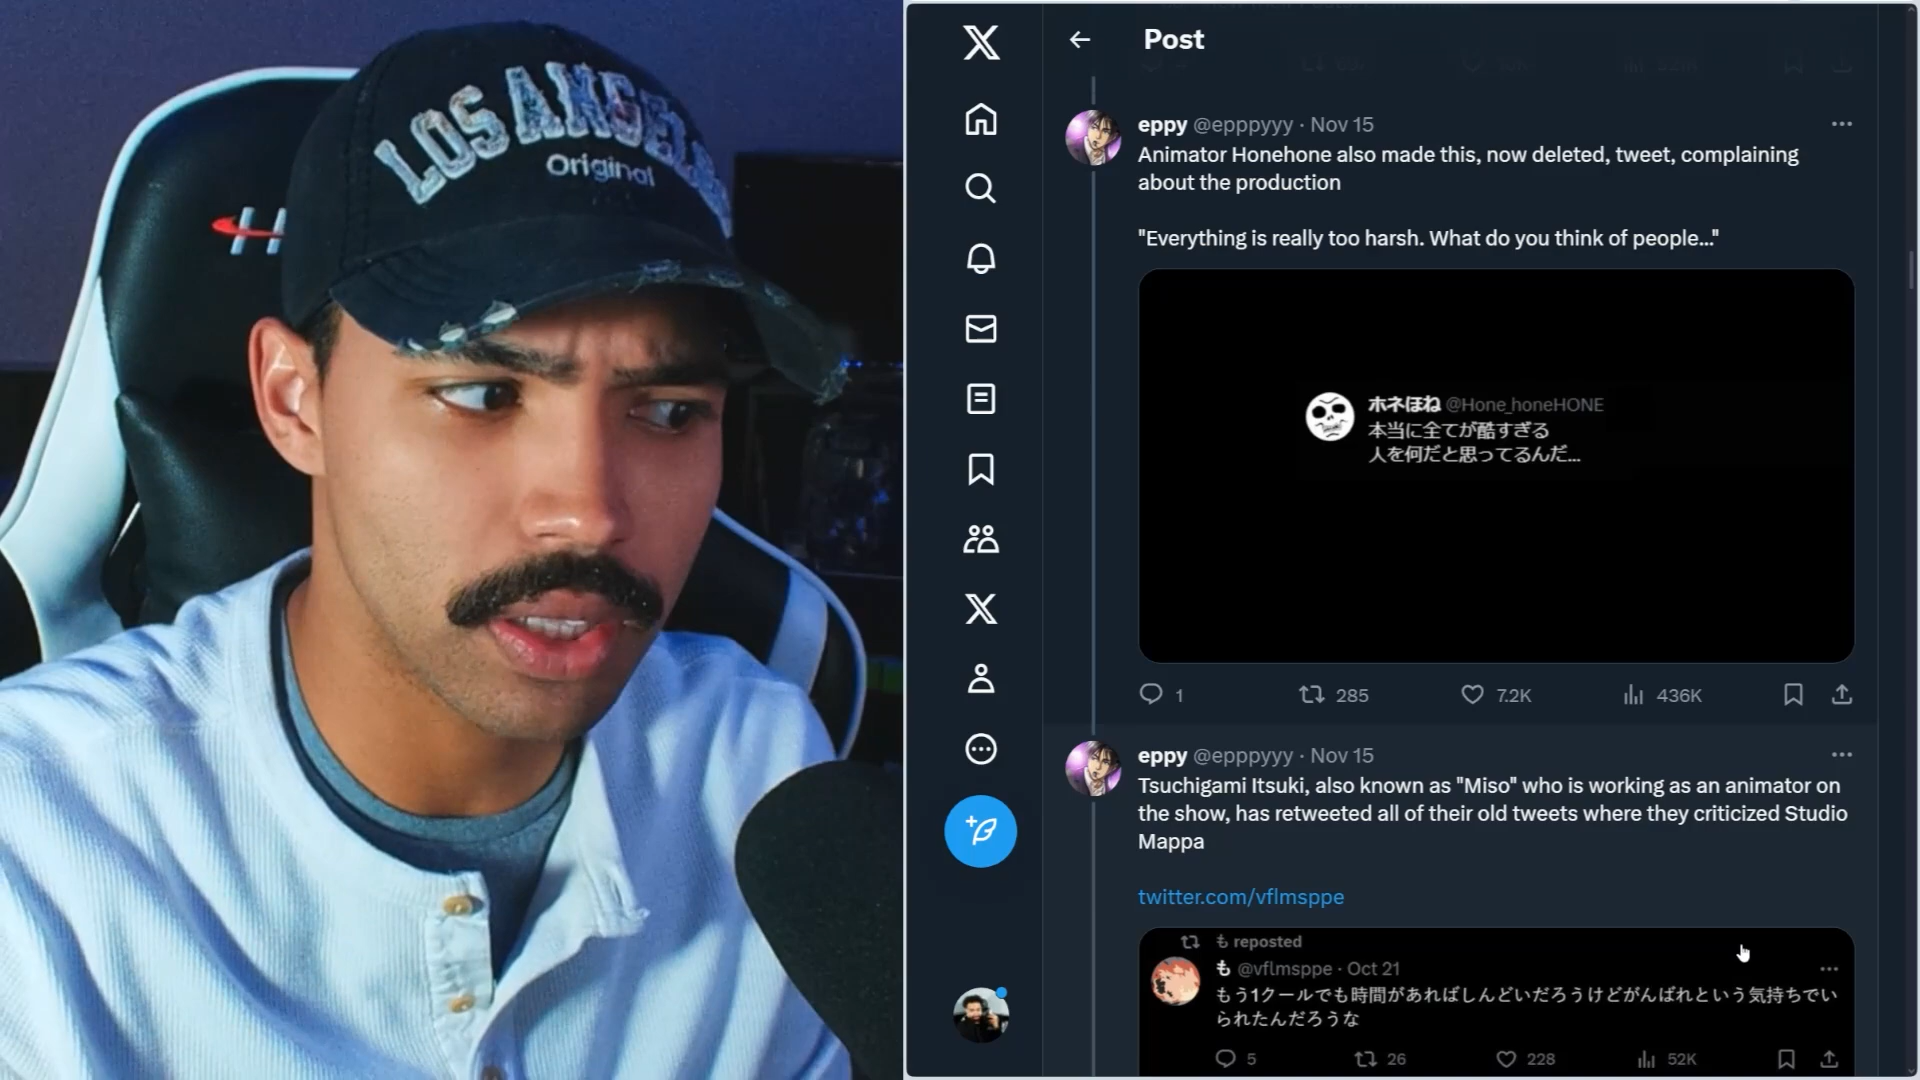 LOS ANGELES
Original
H
X
Post
eppy @epppyyy · Nov 15
Animator Honehone also made this, now deleted, tweet, complaining
about the production
"Everything is really too harsh. What do you think of people..."
ホネほね @Hone_honeHONE
本当に全てが酷すぎる
人を何だと思ってるんだ...
1 285 7.2K 436K
eppy @epppyyy · Nov 15
Tsuchigami Itsuki, also known as "Miso" who is working as an animator on
the show, has retweeted all of their old tweets where they criticized Studio
Mappa
twitter.com/vflmsppe
も reposted
も @vflmsppe · Oct 21
もう1クールでも時間があればしんどいだろうけどがんばれという気持ちでい
られたんだろうな
5 26 228 52K